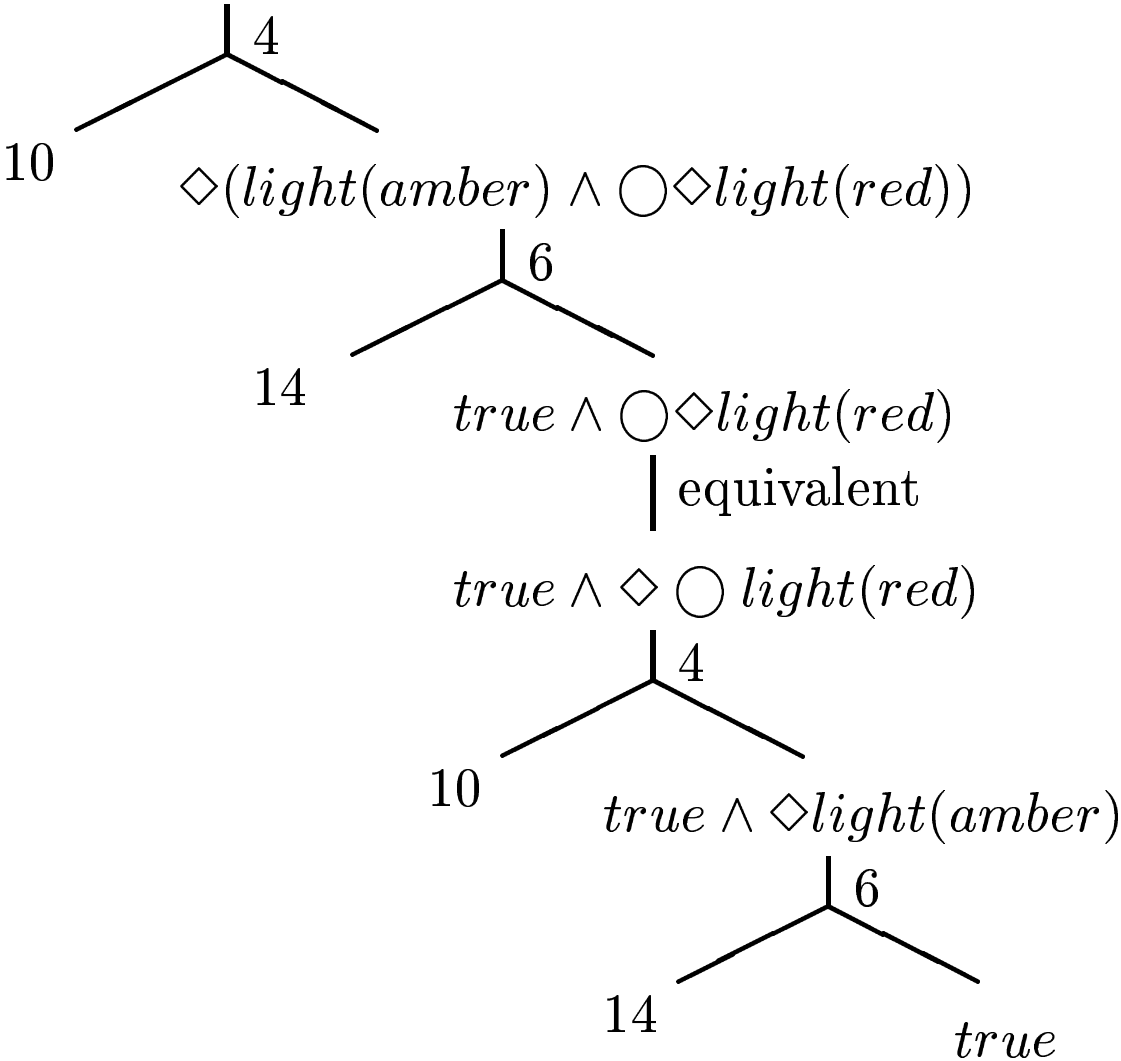 4
10
◇(light(amber) ∧ ◯◇light(red))
6
14
true ∧ ◯◇light(red)
equivalent
true ∧ ◇ ◯ light(red)
4
10
true ∧ ◇light(amber)
6
14
true